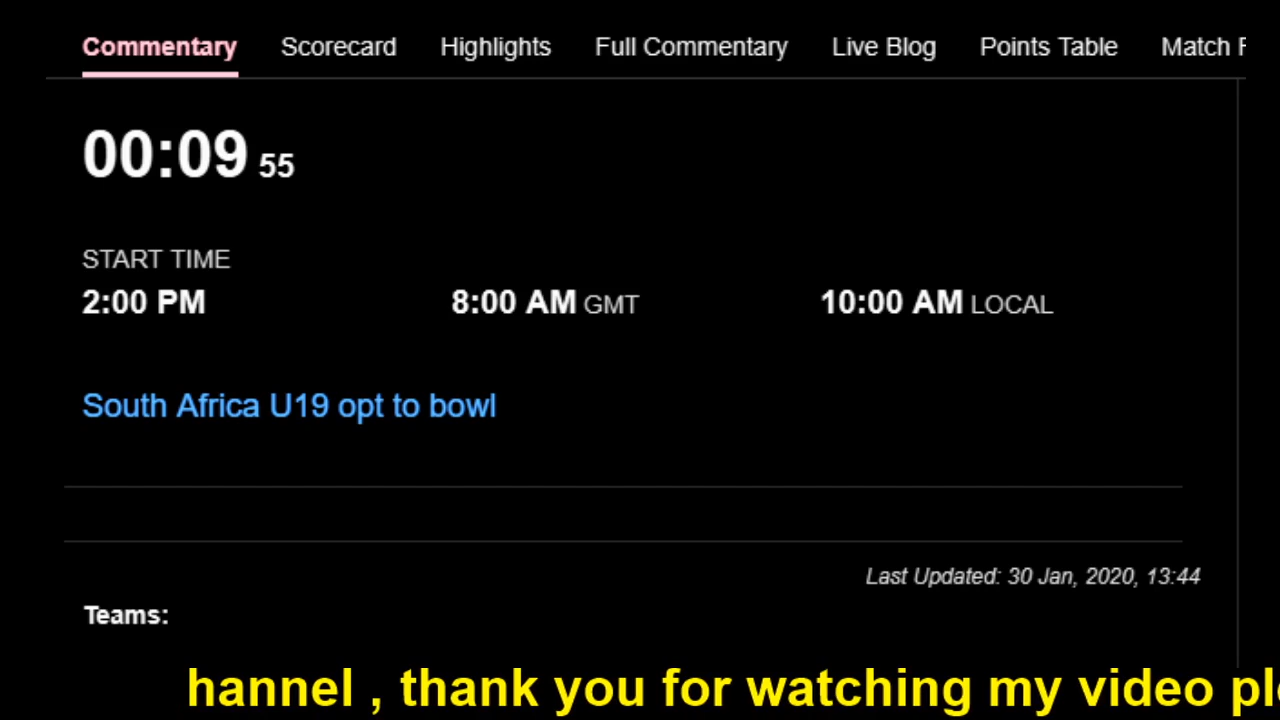 Commentary Scorecard Highlights Full Commentary Live Blog Points Table Match
00:09 55
START TIME
2:00 PM 8:00 AM GMT 10:00 AM LOCAL
South Africa U19 opt to bowl
Last Updated: 30 Jan, 2020, 13:44
Teams:
hannel , thank you for watching my video